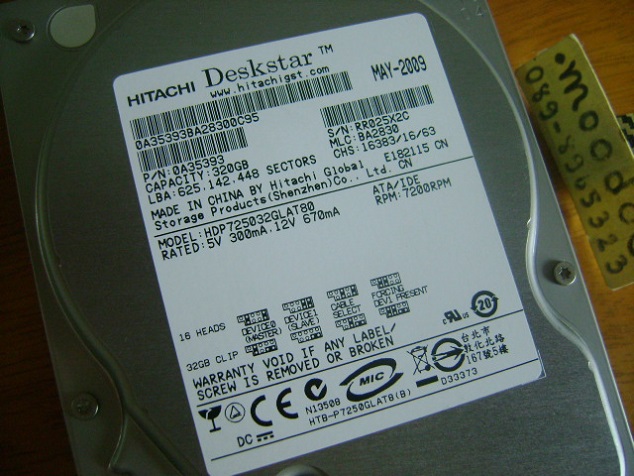 HITACHI Deskstar™
www.hitachigst.com
MAY-2009
0A35393BA28300C95
P/N: 0A35393
S/N: RR025X2C
MLC: BA2830
CHS: 16383/16/63
CAPACITY: 320GB
LBA: 625,142,448 SECTORS
E182115 CN
MADE IN CHINA BY Hitachi Global
Storage Products(Shenzhen)Co., Ltd. CN
MODEL: HDP725032GLAT80
RATED: 5V 300mA, 12V 670mA
ATA/IDE
RPM: 7200RPM
16 HEADS
DEVICE0
(MASTER)
DEVICE1
(SLAVE)
CABLE
SELECT
FORCING
DEV1 PRESENT
32GB CLIP
WARRANTY VOID IF ANY LABEL/
SCREW IS REMOVED OR BROKEN
20
台北市
敦化北路
167號5樓
D33373
CE
N13508
MIC
HTB-P7250GLATB(B)
DC